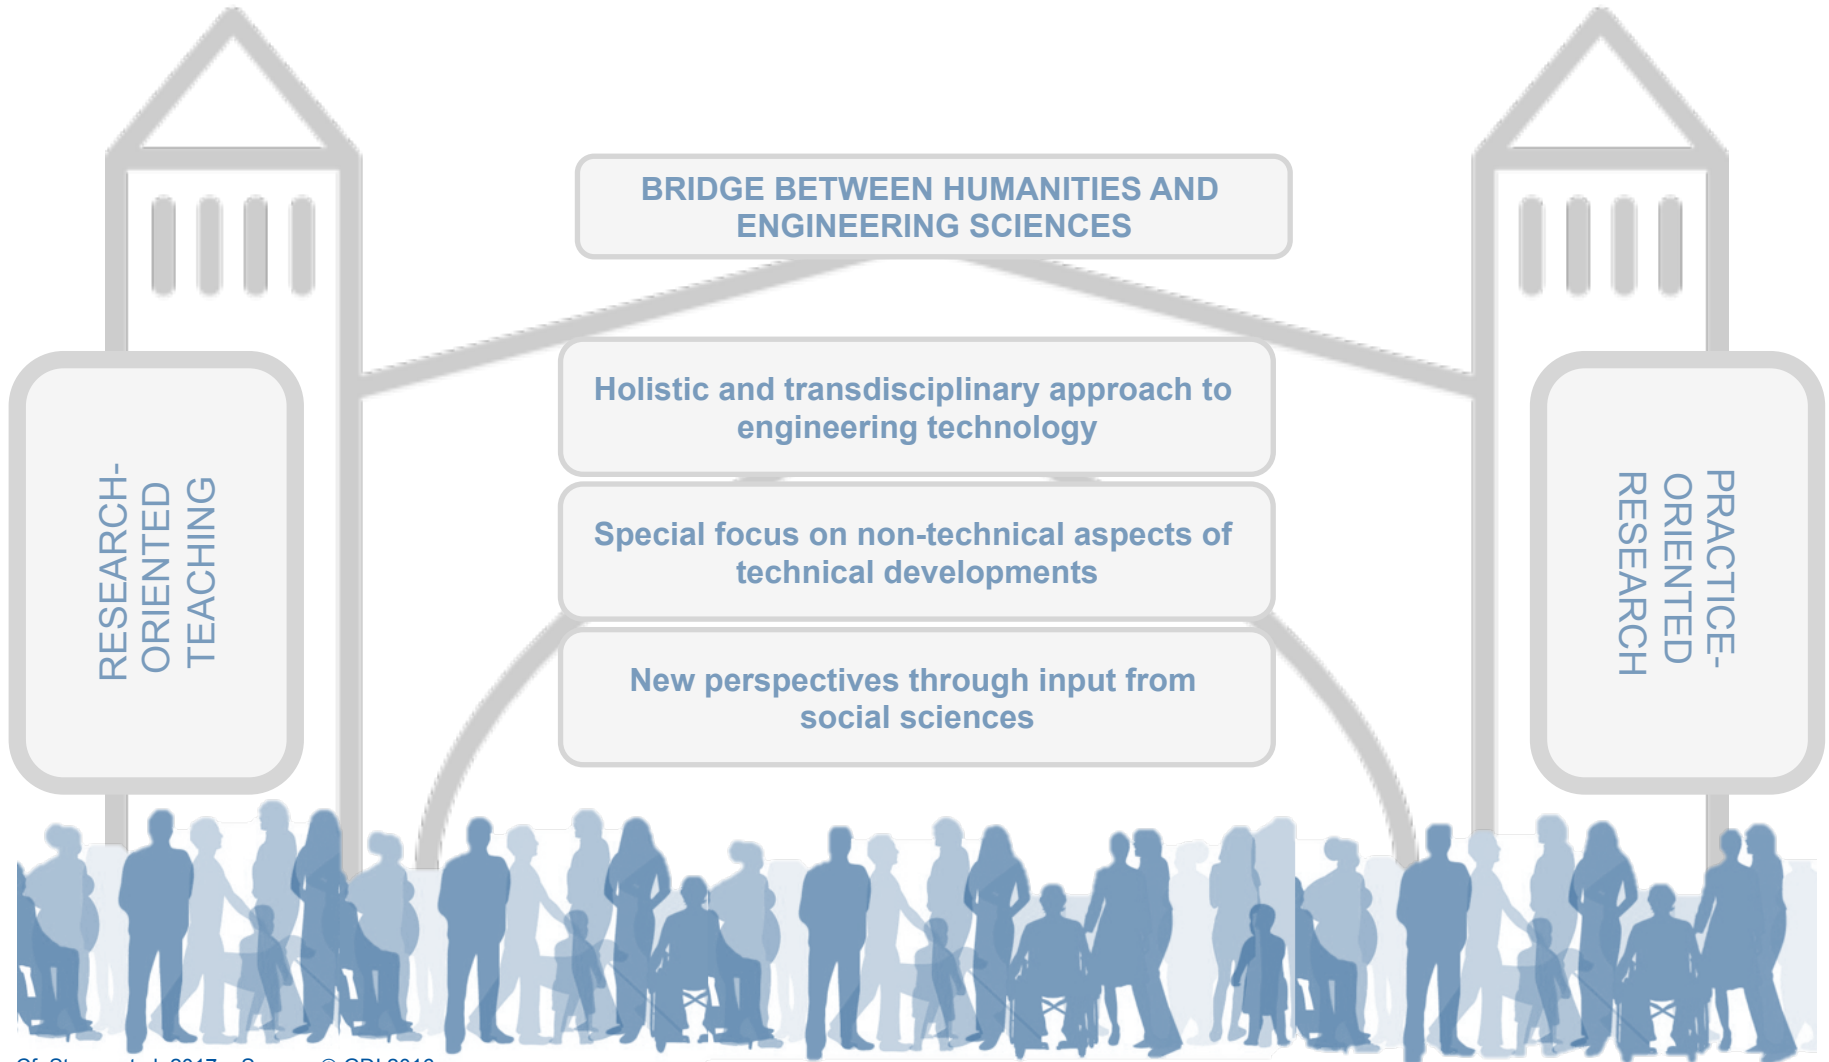 BRIDGE BETWEEN HUMANITIES AND
ENGINEERING SCIENCES
Holistic and transdisciplinary approach to
engineering technology
Special focus on non-technical aspects of
technical developments
New perspectives through input from
social sciences
RESEARCH-
ORIENTED
TEACHING
PRACTICE-
ORIENTED
RESEARCH